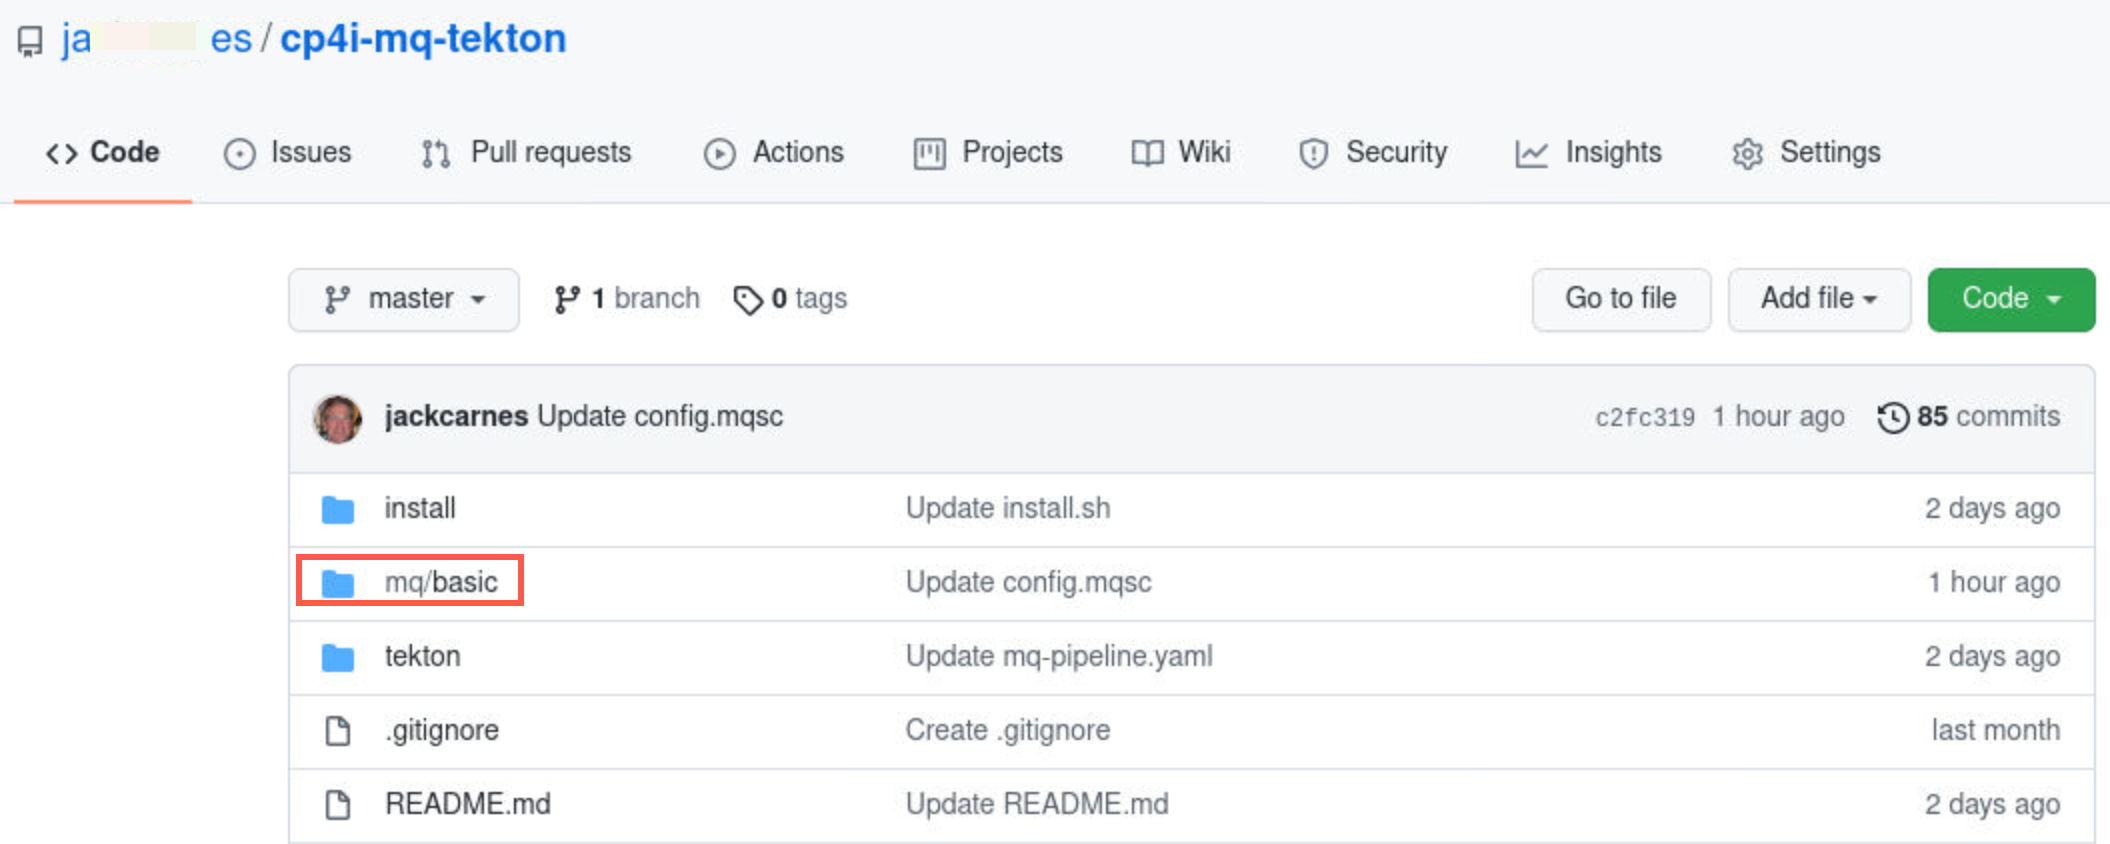 ja es / cp4i-mq-tekton
Code Issues Pull requests Actions Projects Wiki Security Insights Settings
master 1 branch 0 tags Go to file Add file Code
jackcarnes Update config.mqsc c2fc319 1 hour ago 85 commits
install Update install.sh 2 days ago
mq/basic Update config.mqsc 1 hour ago
tekton Update mq-pipeline.yaml 2 days ago
.gitignore Create .gitignore last month
README.md Update README.md 2 days ago